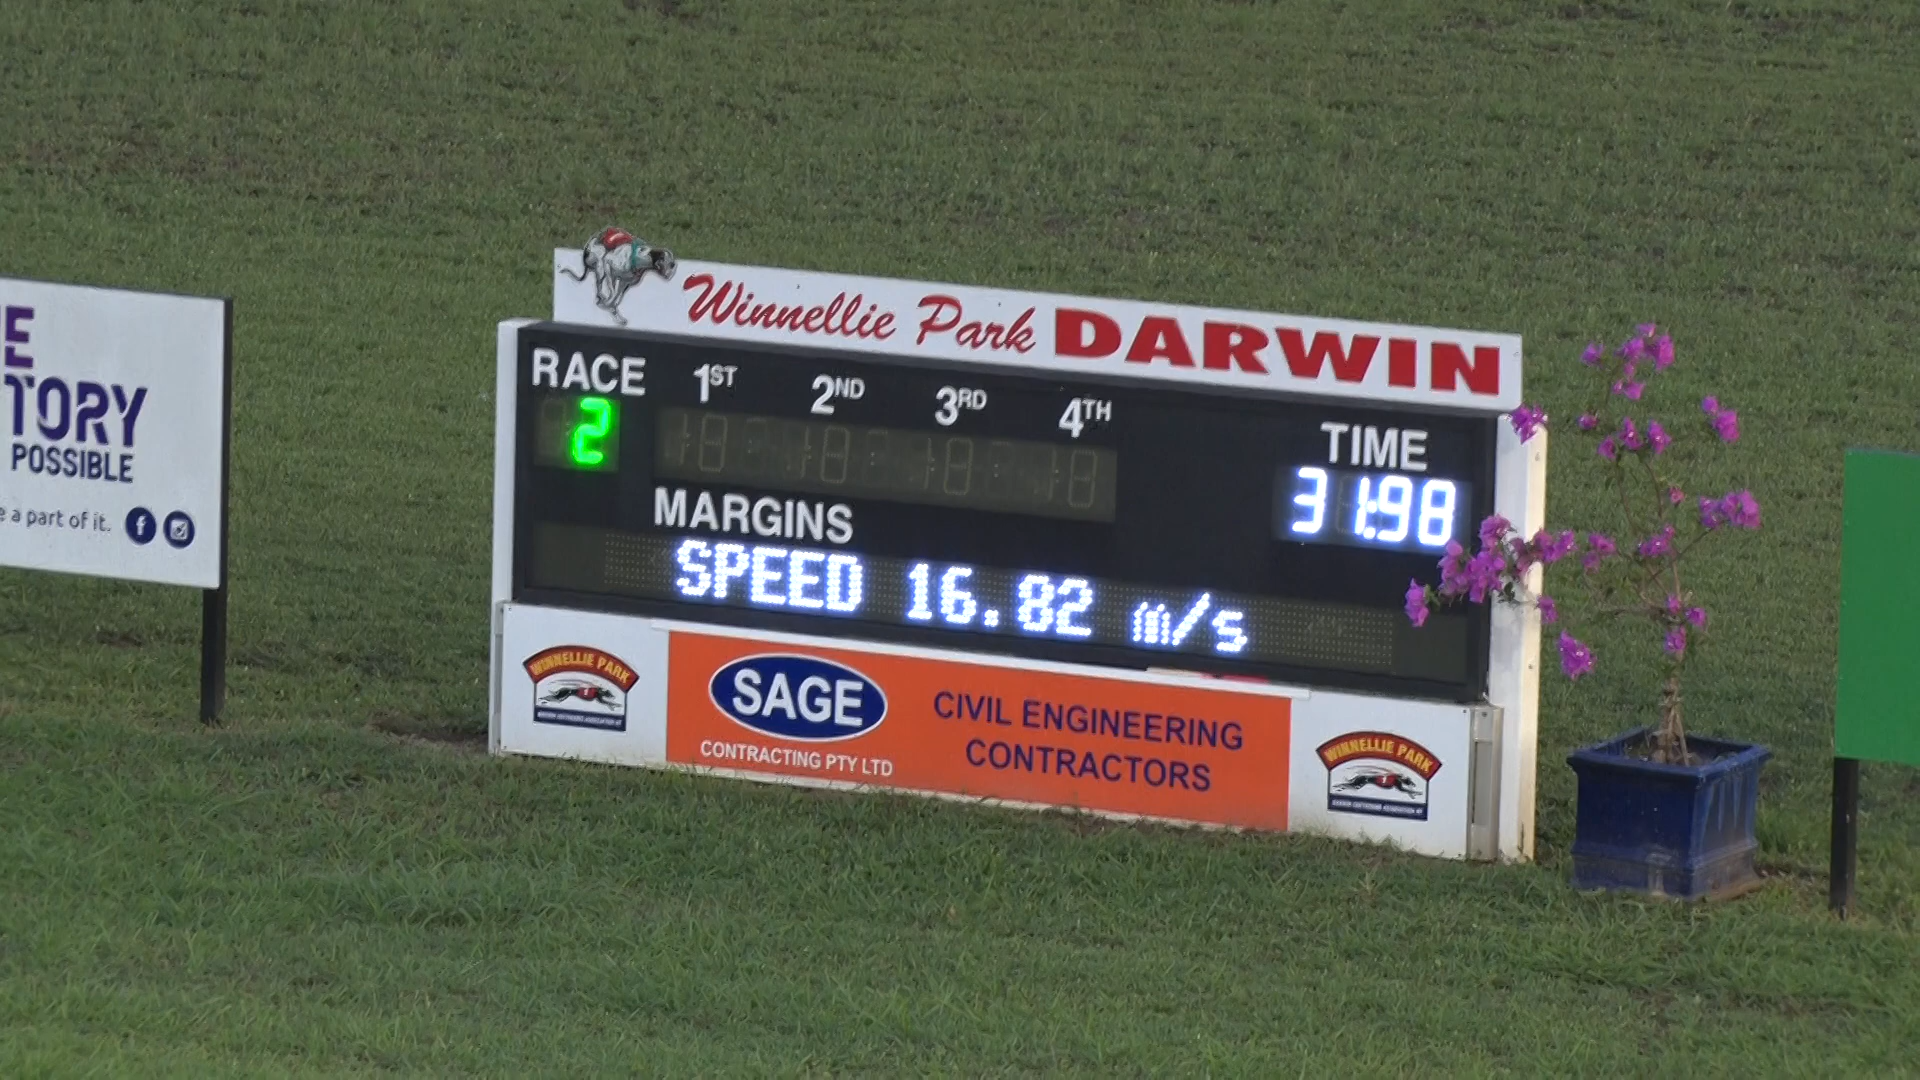 E
TORY
POSSIBLE
e a part of it.
Winnellie Park DARWIN
RACE 1ST 2ND 3RD 4TH TIME
2 31:98
MARGINS
SPEED 16.82 m/s
WINNELLIE PARK
SAGE
CONTRACTING PTY LTD
CIVIL ENGINEERING
CONTRACTORS
WINNELLIE PARK